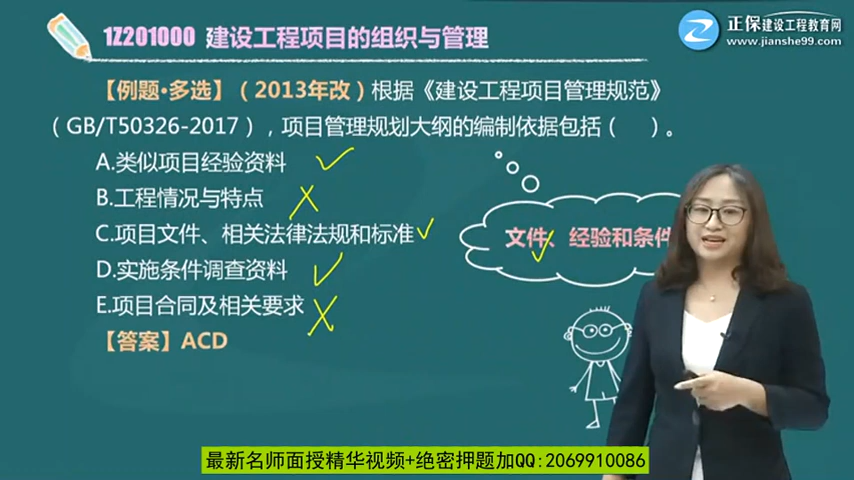 1Z201000 建设工程项目的组织与管理
正保建设工程教育网
www.jianshe99.com
【例题·多选】（2013年改）根据《建设工程项目管理规范》
（GB/T50326-2017），项目管理规划大纲的编制依据包括（ ）。
A.类似项目经验资料
B.工程情况与特点
C.项目文件、相关法律法规和标准
文件、经验和条件
D.实施条件调查资料
E.项目合同及相关要求
【答案】ACD
最新名师面授精华视频+绝密押题加QQ:2069910086